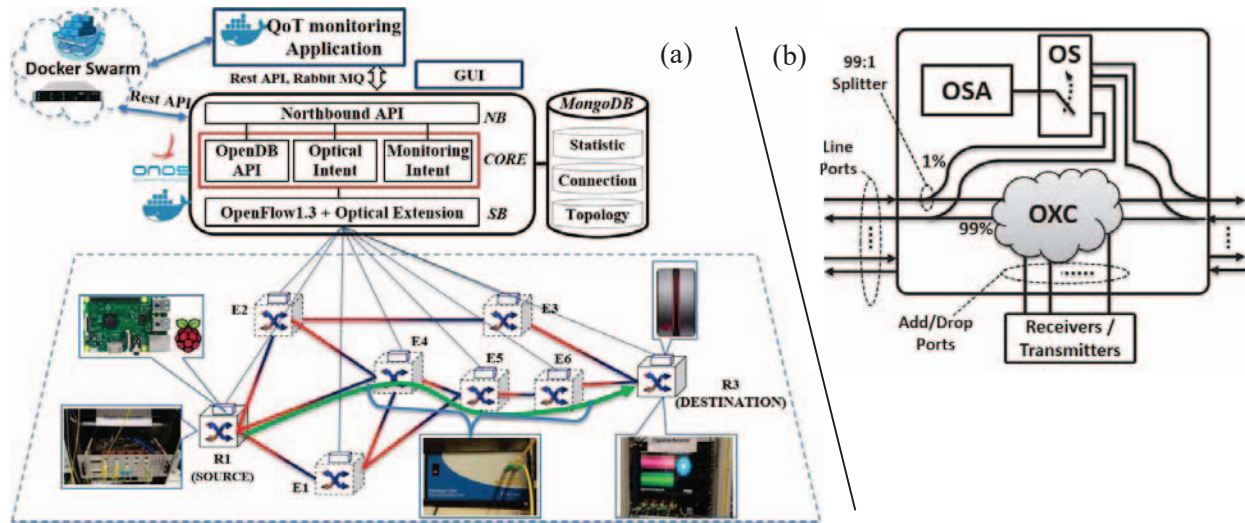 QoT monitoring
Application
Docker Swarm
Rest API, Rabbit MQ
GUI
(a)
Rest API
Northbound API
NB
OpenDB
API
Optical
Intent
Monitoring
Intent
CORE
OpenFlow1.3 + Optical Extension
SB
MongoDB
Statistic
Connection
Topology
E2
E3
E4
E5
E6
R1
(SOURCE)
E1
R3
(DESTINATION)
(b)
99:1
Splitter
OSA
OS
Line
Ports
1%
99%
OXC
Add/Drop
Ports
Receivers /
Transmitters